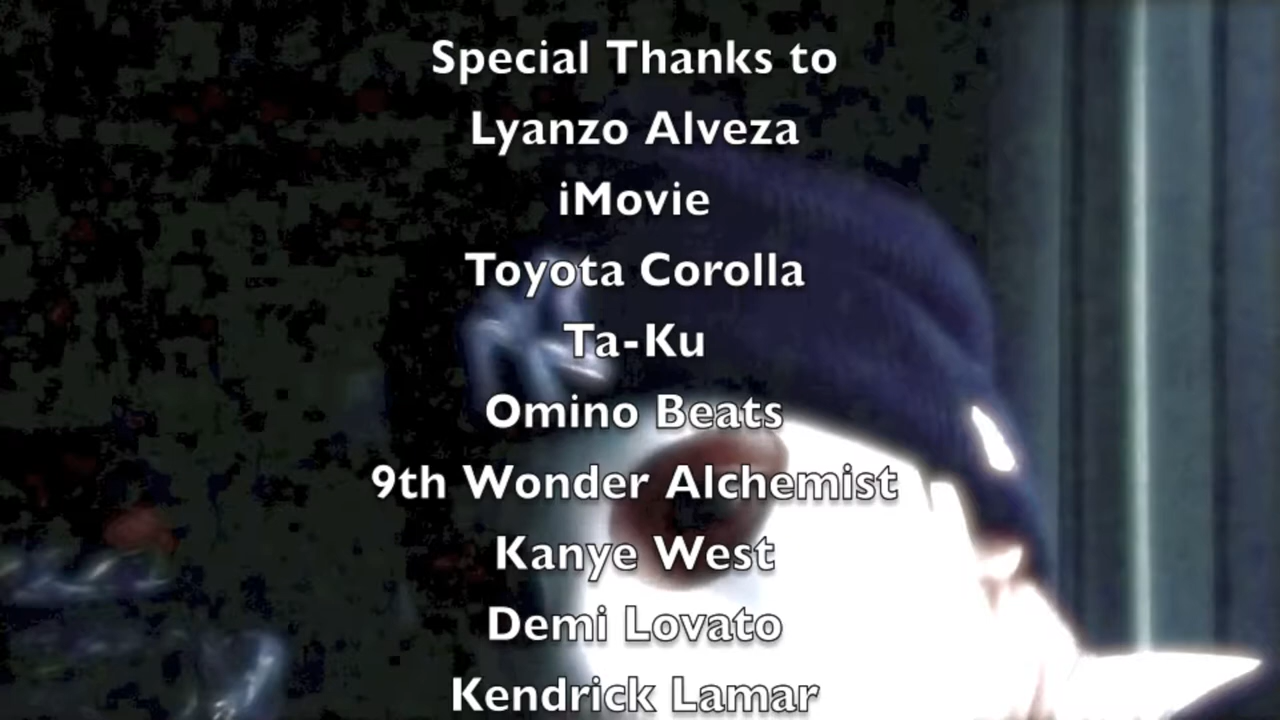 Special Thanks to
Lyanzo Alveza
iMovie
Toyota Corolla
Ta-Ku
Omino Beats
9th Wonder Alchemist
Kanye West
Demi Lovato
Kendrick Lamar